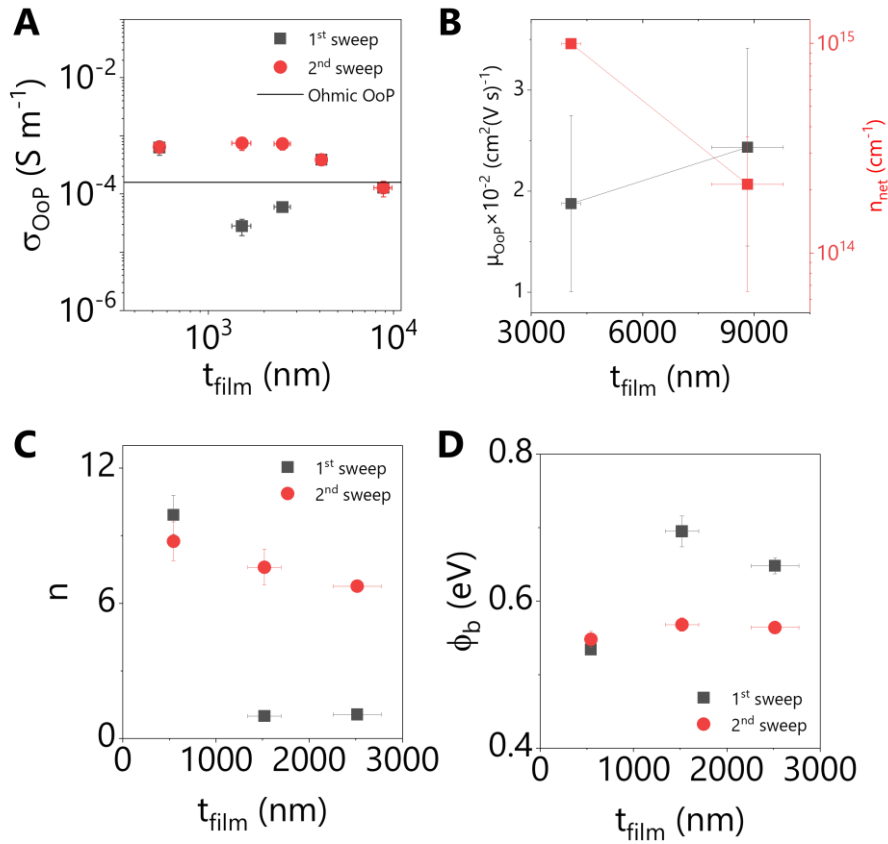 A
1st sweep
2nd sweep
Ohmic OoP
10-2
10-4
10-6
σOoP (S m-1)
103
104
tfilm (nm)
B
3
2
1
μOoP×10-2 (cm2(V s)-1)
1015
1014
nnet (cm-1)
3000
6000
9000
tfilm (nm)
C
1st sweep
2nd sweep
12
6
0
n
0
1000
2000
3000
tfilm (nm)
D
0.8
0.6
0.4
ϕb (eV)
1st sweep
2nd sweep
0
1000
2000
3000
tfilm (nm)